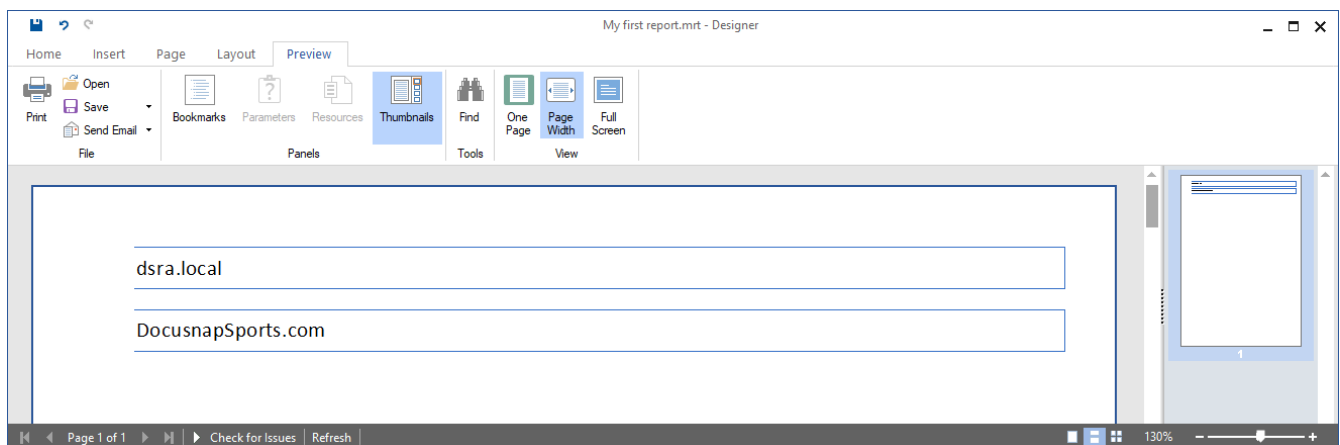 My first report.mrt - Designer
Home Insert Page Layout Preview
Print
Open
Save
Send Email
File
Bookmarks
Parameters
Resources
Thumbnails
Panels
Find
Tools
One
Page
Page
Width
Full
Screen
View
dsra.local
DocusnapSports.com
1
Page 1 of 1 Check for Issues Refresh 130%